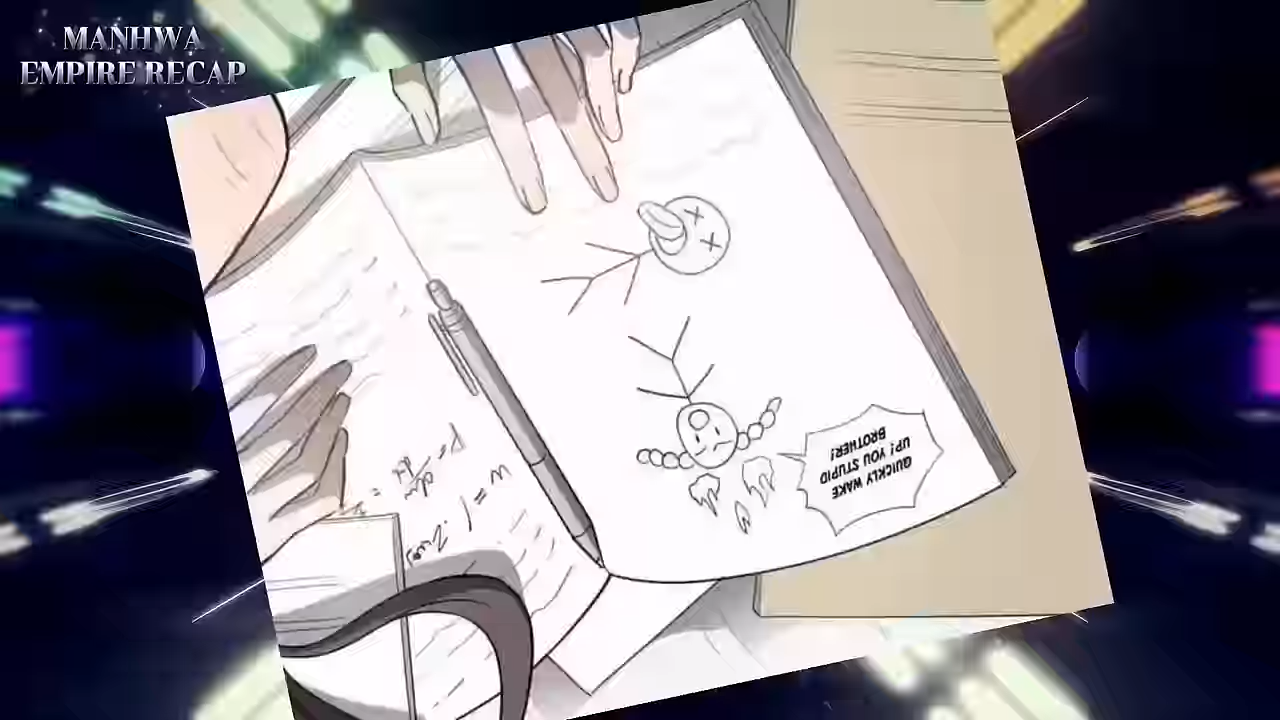 MANHWA
EMPIRE RECAP
QUICKLY WAKE
UP! YOU STUPID
BROTHER!